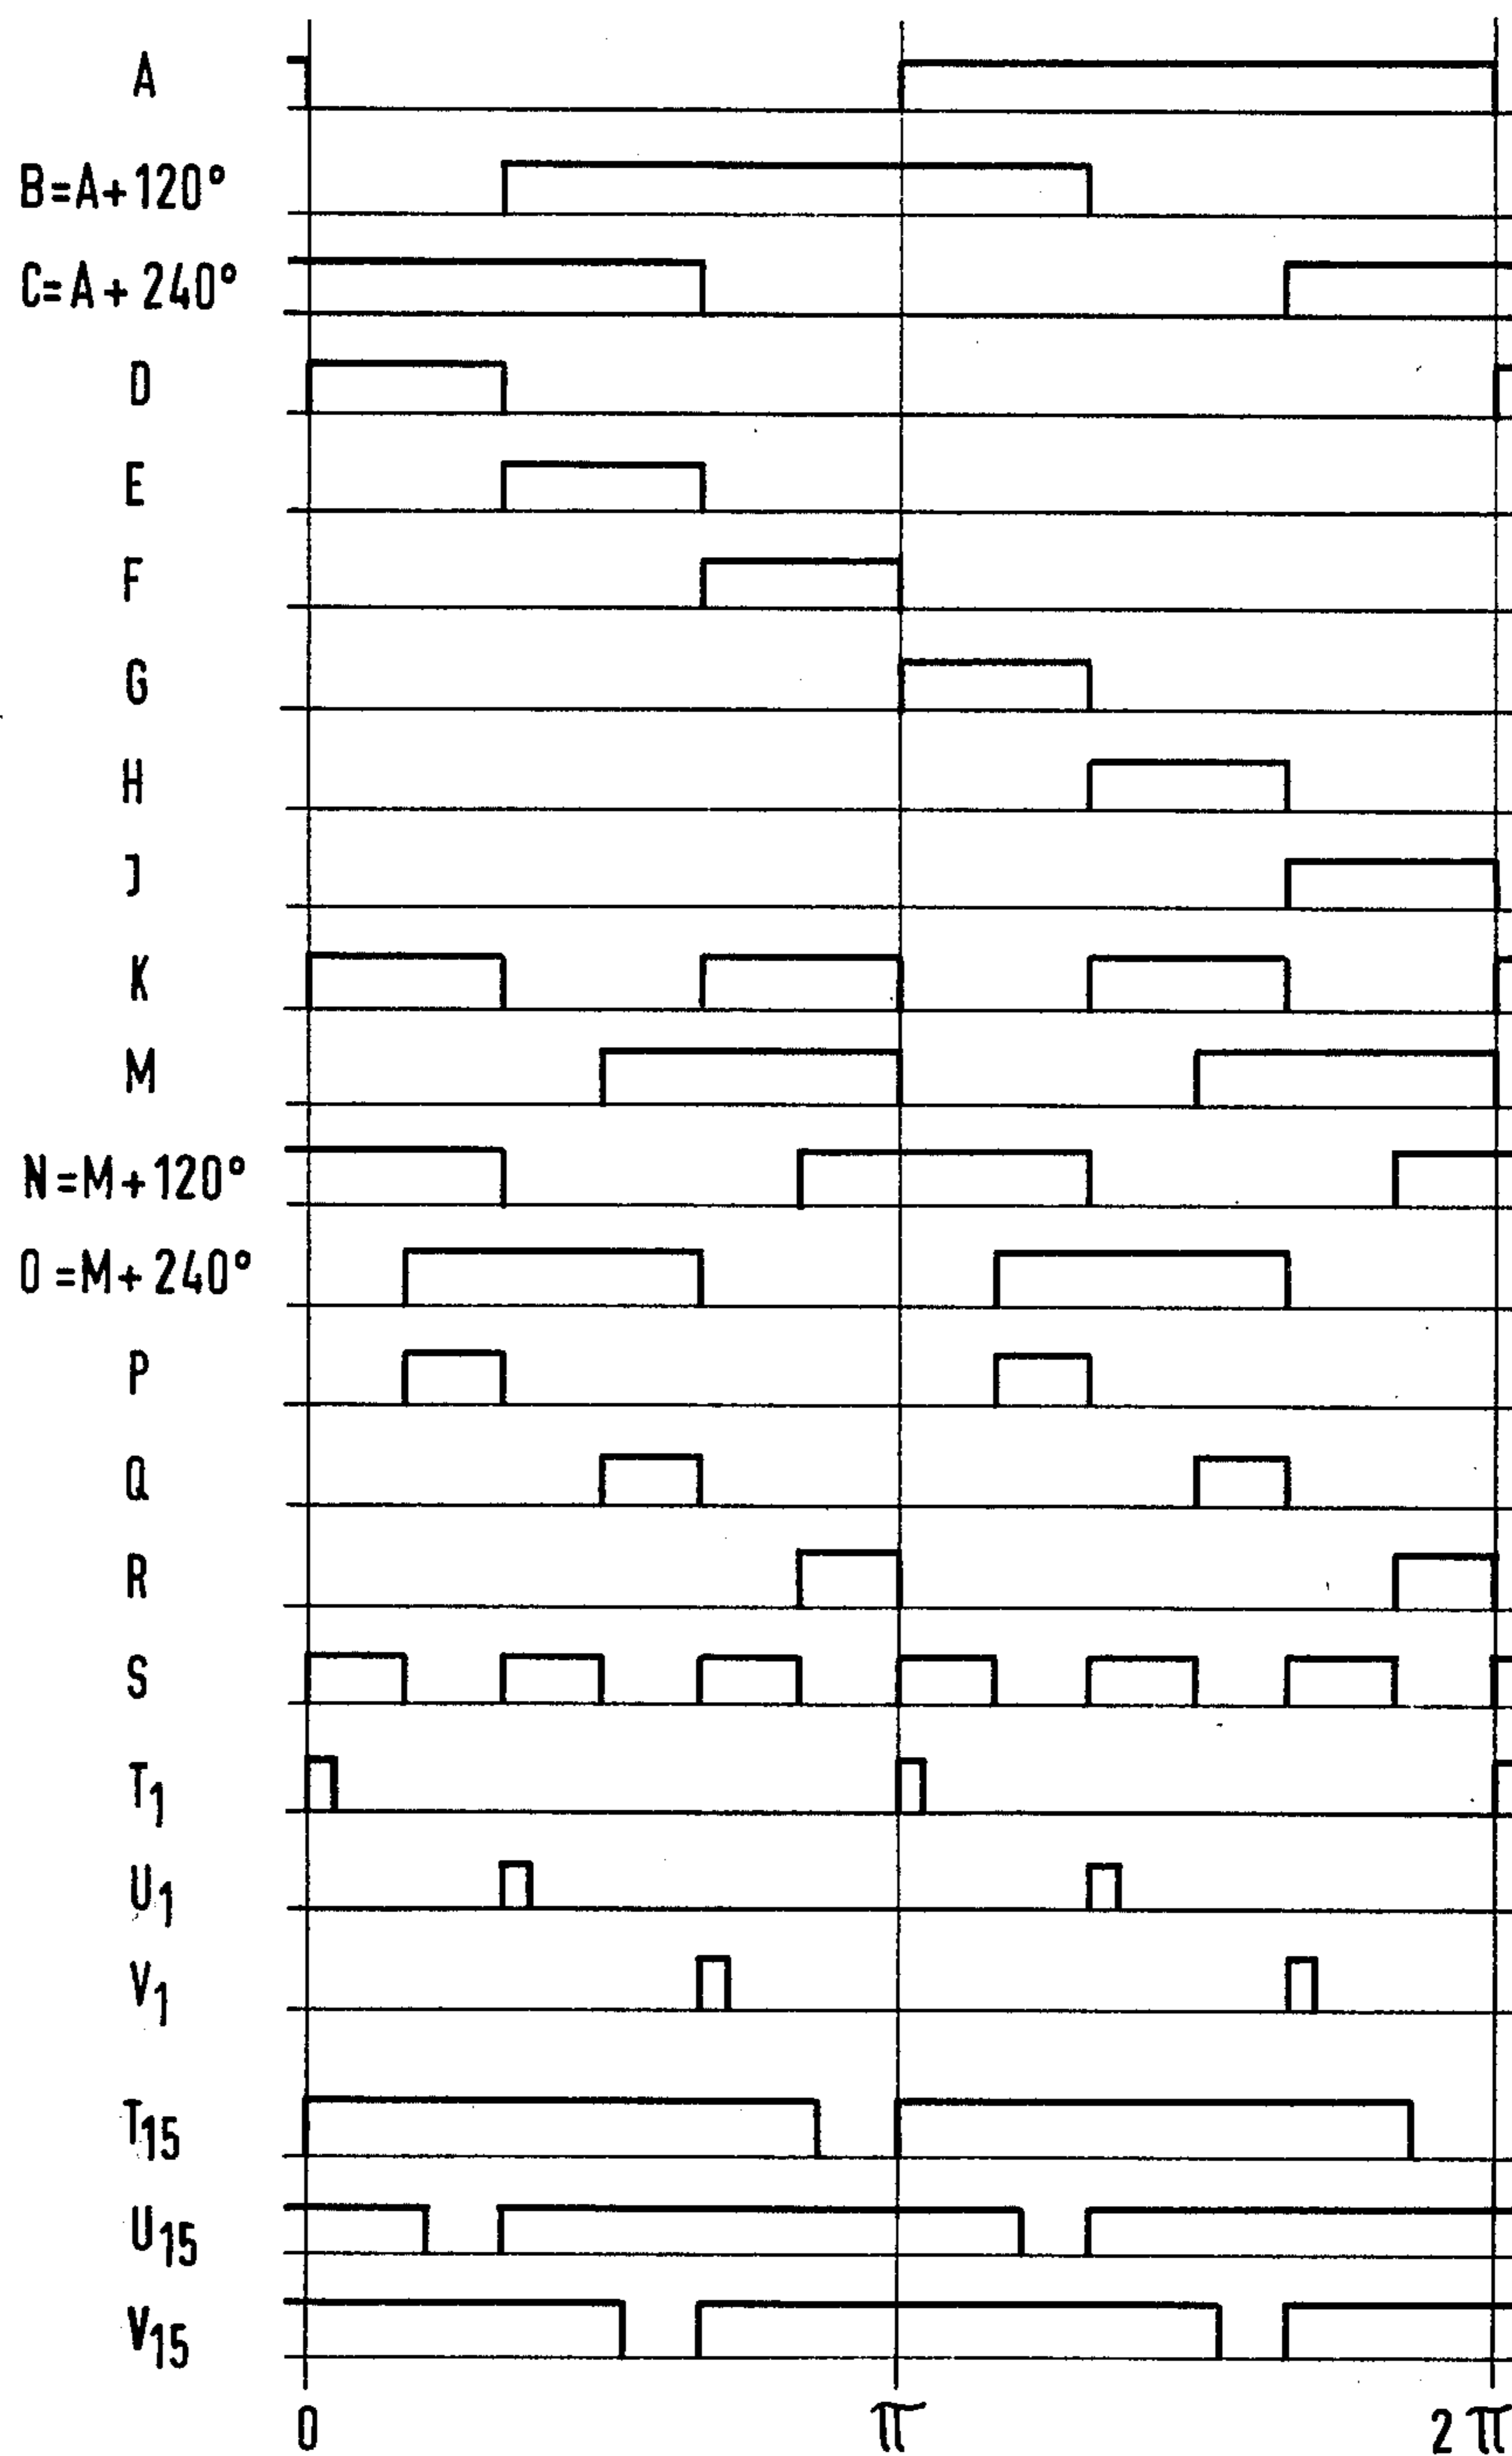 A
B=A+120°
C=A+240°
D
E
F
G
H
J
K
M
N=M+120°
O=M+240°
P
Q
R
S
T1
U1
V1
T15
U15
V15
0 π 2π